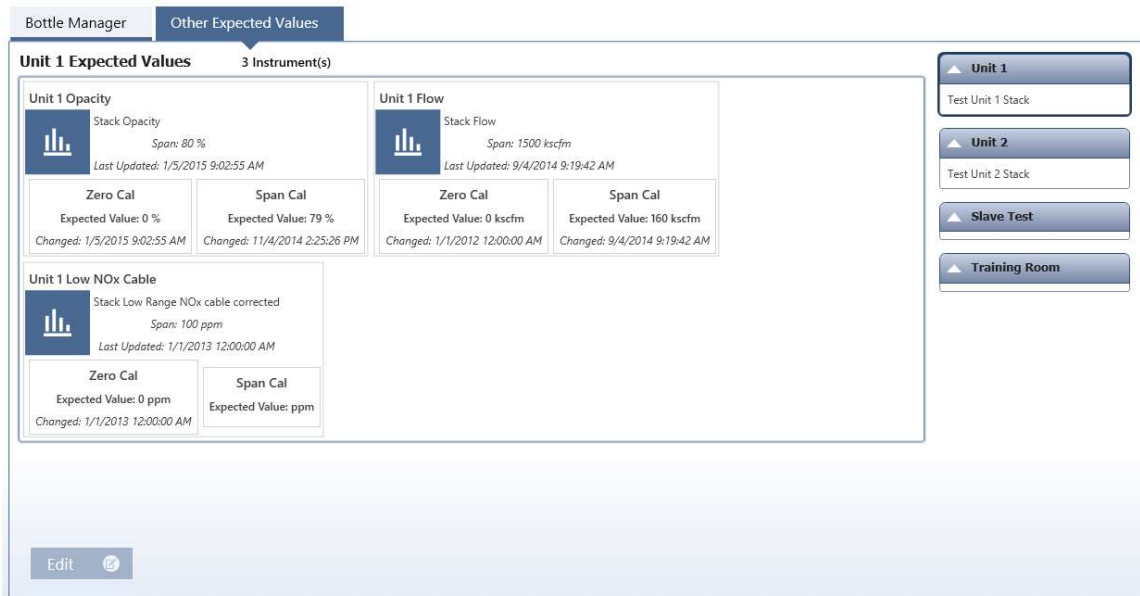 Bottle Manager
Other Expected Values
Unit 1 Expected Values
3 Instrument(s)
Unit 1 Opacity
Stack Opacity
Span: 80 %
Last Updated: 1/5/2015 9:02:55 AM
Zero Cal
Expected Value: 0 %
Changed: 1/5/2015 9:02:55 AM
Span Cal
Expected Value: 79 %
Changed: 11/4/2014 2:25:26 PM
Unit 1 Flow
Stack Flow
Span: 1500 kscfm
Last Updated: 9/4/2014 9:19:42 AM
Zero Cal
Expected Value: 0 kscfm
Changed: 1/1/2012 12:00:00 AM
Span Cal
Expected Value: 160 kscfm
Changed: 9/4/2014 9:19:42 AM
Unit 1 Low NOx Cable
Stack Low Range NOx cable corrected
Span: 100 ppm
Last Updated: 1/1/2013 12:00:00 AM
Zero Cal
Expected Value: 0 ppm
Changed: 1/1/2013 12:00:00 AM
Span Cal
Expected Value: ppm
Unit 1
Test Unit 1 Stack
Unit 2
Test Unit 2 Stack
Slave Test
Training Room
Edit